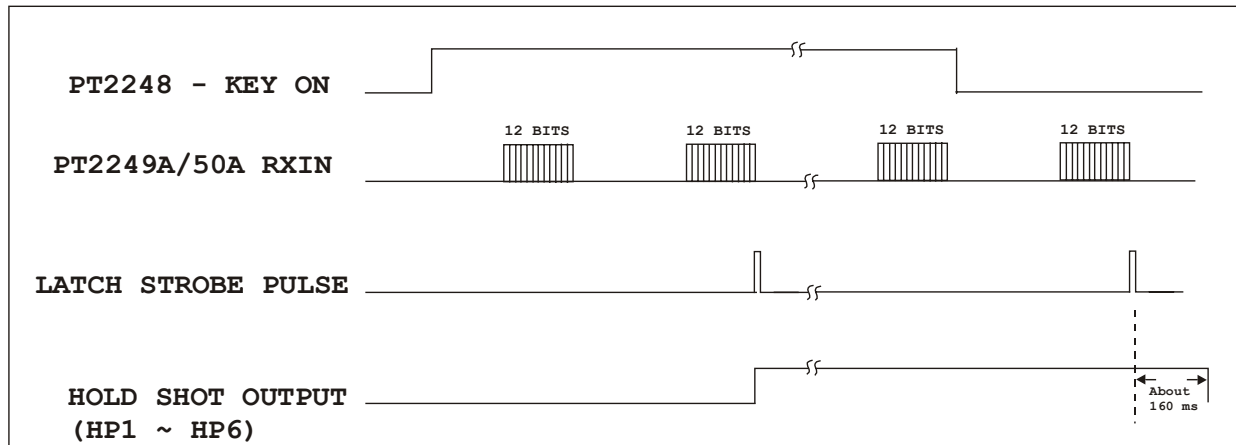 PT2248 - KEY ON
12 BITS 12 BITS 12 BITS 12 BITS
PT2249A/50A RXIN
LATCH STROBE PULSE
HOLD SHOT OUTPUT
(HP1 ~ HP6)
About
160 ms